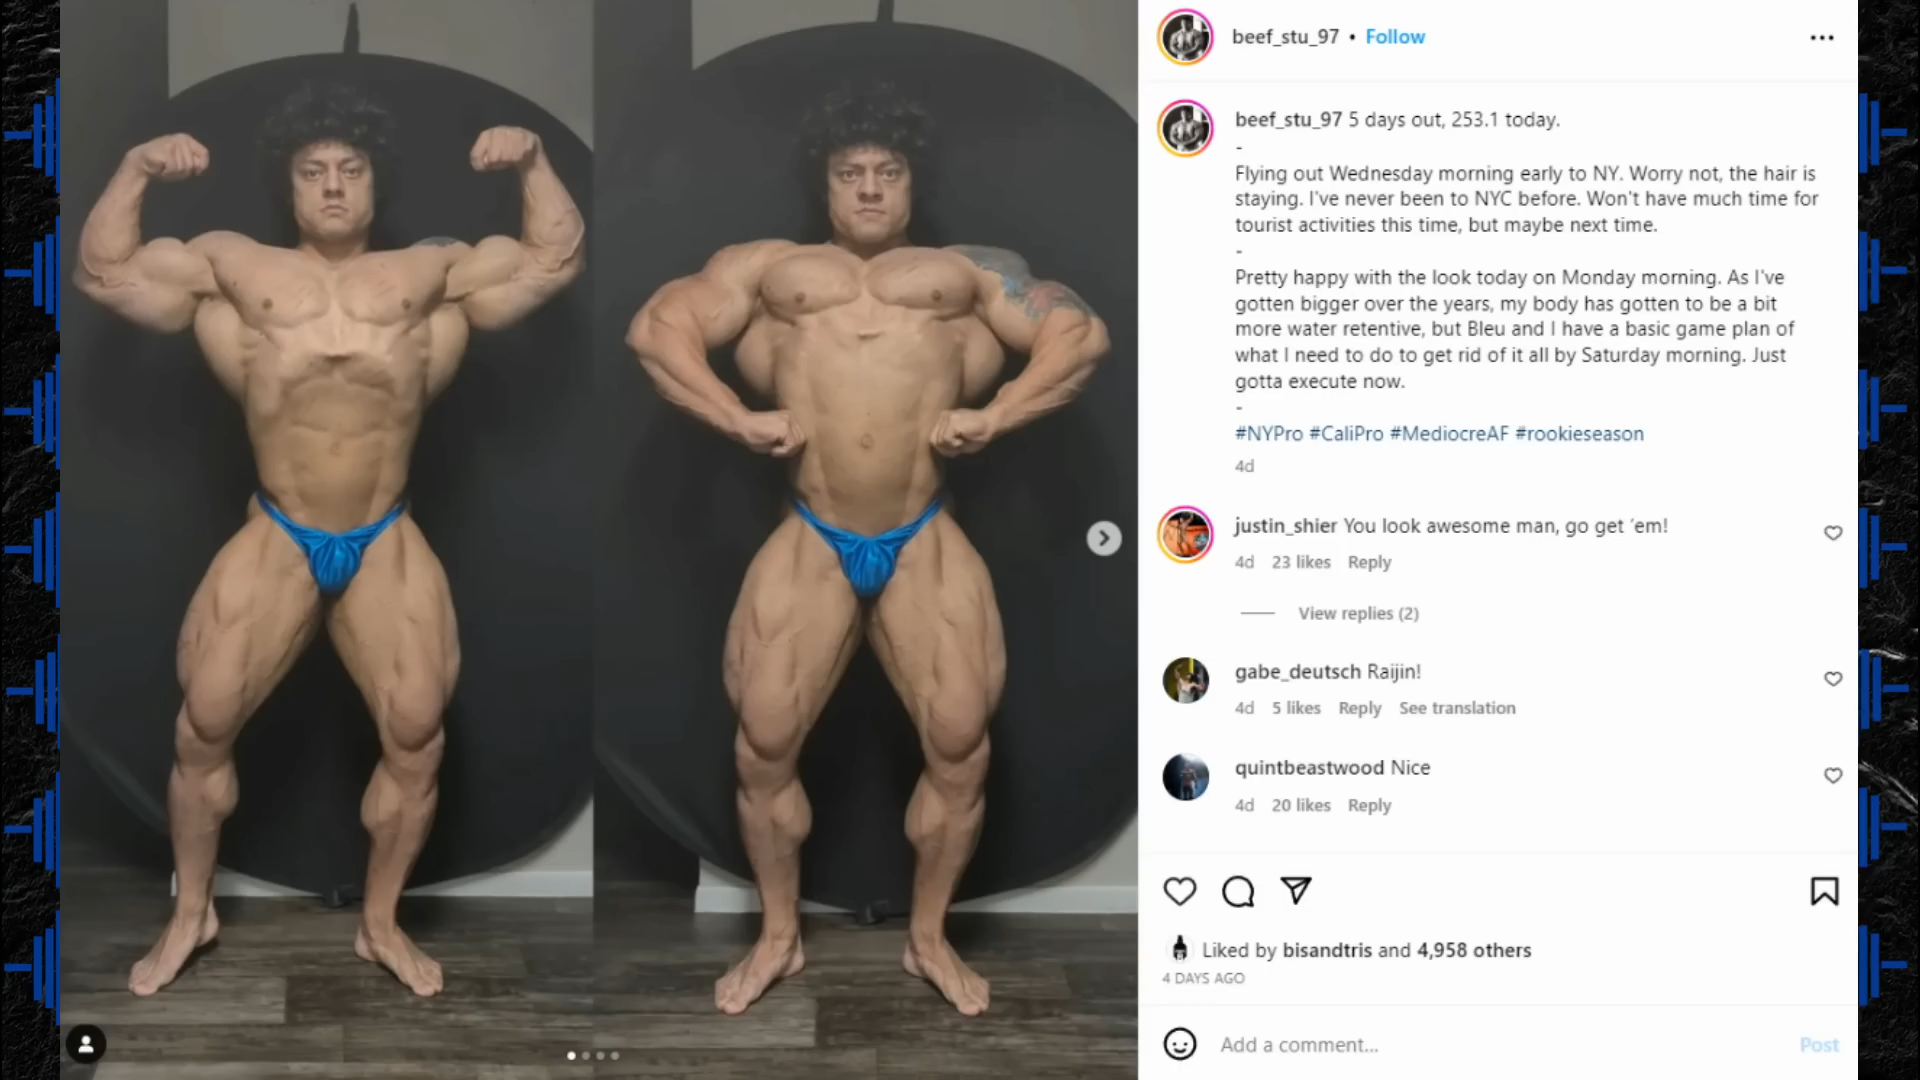 beef_stu_97 • Follow
beef_stu_97 5 days out, 253.1 today.
-
Flying out Wednesday morning early to NY. Worry not, the hair is
staying. I've never been to NYC before. Won't have much time for
tourist activities this time, but maybe next time.
-
Pretty happy with the look today on Monday morning. As I've
gotten bigger over the years, my body has gotten to be a bit
more water retentive, but Bleu and I have a basic game plan of
what I need to do to get rid of it all by Saturday morning. Just
gotta execute now.
-
#NYPro #CaliPro #MediocreAF #rookieseason
4d
justin_shier You look awesome man, go get 'em!
4d 23 likes Reply
View replies (2)
gabe_deutsch Raijin!
4d 5 likes Reply See translation
quintbeastwood Nice
4d 20 likes Reply
Liked by bisandtris and 4,958 others
4 DAYS AGO
Add a comment... Post